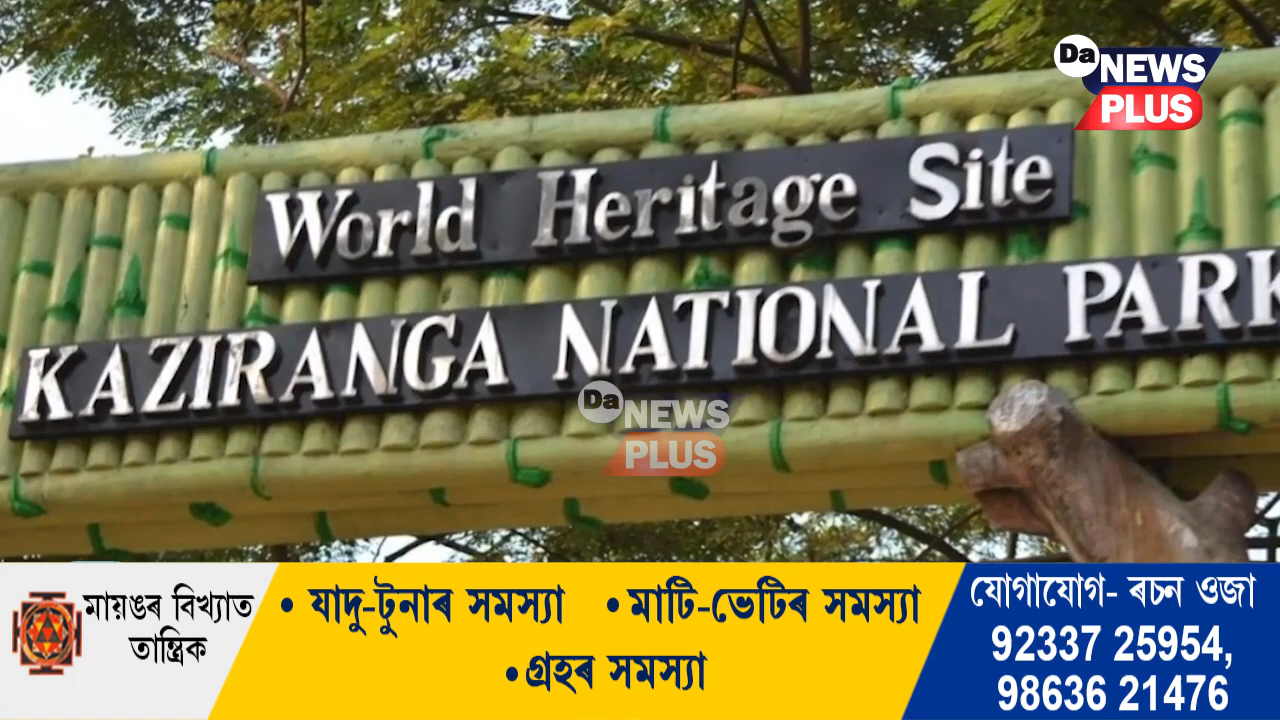 Da NEWS
PLUS
World Heritage Site
KAZIRANGA NATIONAL PARK
Da NEWS
PLUS
মায়ঙৰ বিখ্যাত
তান্ত্ৰিক
• যাদু-টুনাৰ সমস্যা • মাটি-ভেটিৰ সমস্যা
• গ্ৰহৰ সমস্যা
যোগাযোগ- ৰচন ওজা
92337 25954,
98636 21476